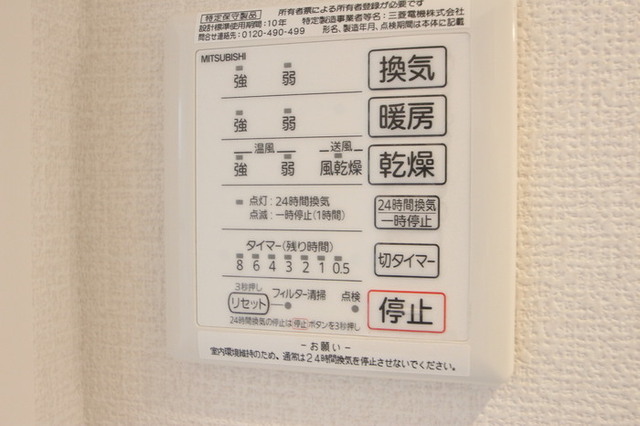 所有者票による所有者登録が必要です
特定保守製品 特定製造事業者等名：三菱電機株式会社
設計標準使用期間：10年 形名、製造年月、点検期間は本体に記載
問合せ連絡先：0120-490-499
MITSUBISHI
強 弱 換気
強 弱 暖房
温風 送風
強 弱 風乾燥 乾燥
点灯：24時間換気
点滅：一時停止(1時間)
24時間換気
一時停止
タイマー(残り時間)
8 6 4 3 2 1 0.5 切タイマー
3秒押し
リセット フィルター清掃 点検
停止
24時間換気の停止は停止ボタンを3秒押し
－お願い－
室内環境維持のため、通常は24時間換気を停止させないでください。